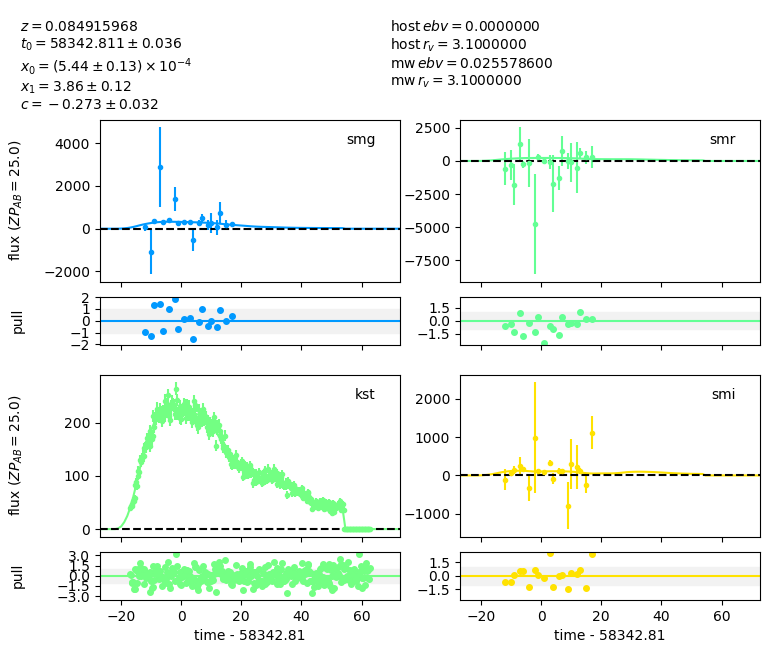 z = 0.084915968
t₀ = 58342.811 ± 0.036
x₀ = (5.44 ± 0.13) × 10⁻⁴
x₁ = 3.86 ± 0.12
c = −0.273 ± 0.032
host ebv = 0.0000000
host r_v = 3.1000000
mw ebv = 0.025578600
mw r_v = 3.1000000
flux (ZP_AB = 25.0)
4000
2000
0
−2000
smg
2500
0
−2500
−5000
−7500
smr
pull
2
1
0
−1
−2
1.5
0.0
−1.5
flux (ZP_AB = 25.0)
200
100
0
kst
2000
1000
0
−1000
smi
pull
3.0
1.5
0.0
−1.5
−3.0
1.5
0.0
−1.5
−20 0 20 40 60
time - 58342.81
−20 0 20 40 60
time - 58342.81